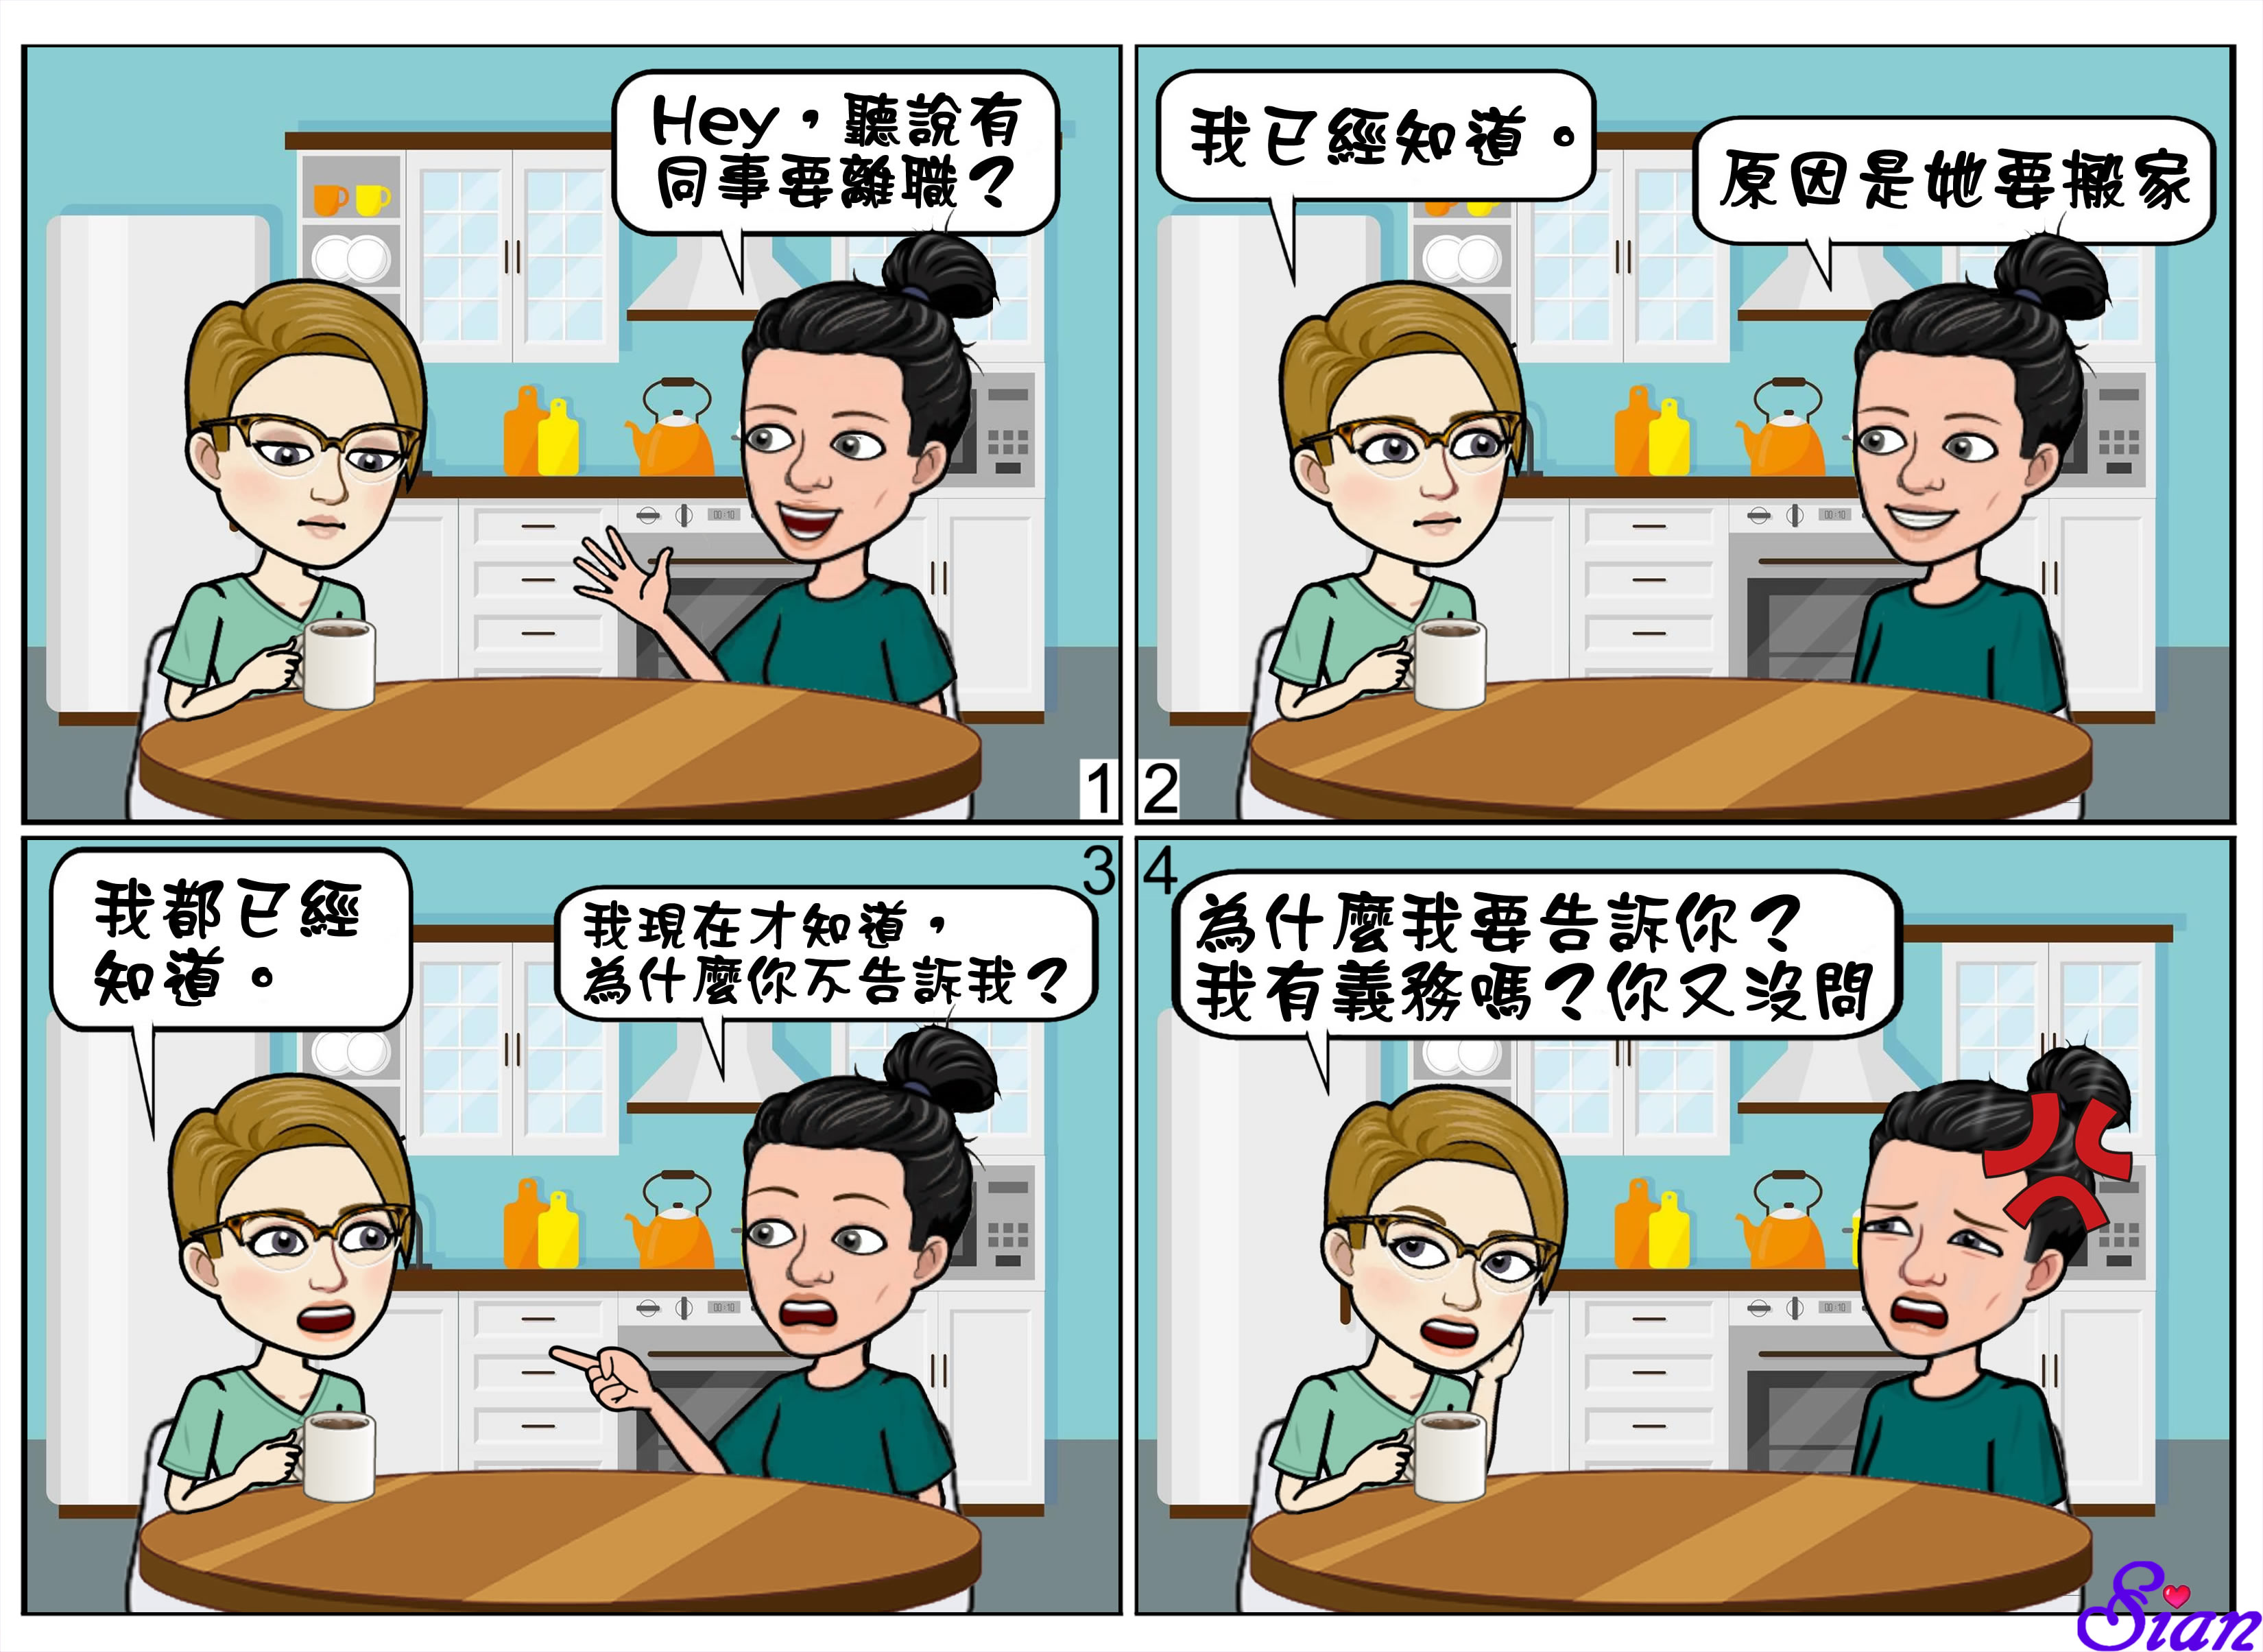 Hey，聽說有
同事要離職？
我已經知道。
原因是她要搬家
1
2
我都已經
知道。
我現在才知道，
為什麼你不告訴我？
3
4
為什麼我要告訴你？
我有義務嗎？你又沒問
Sian